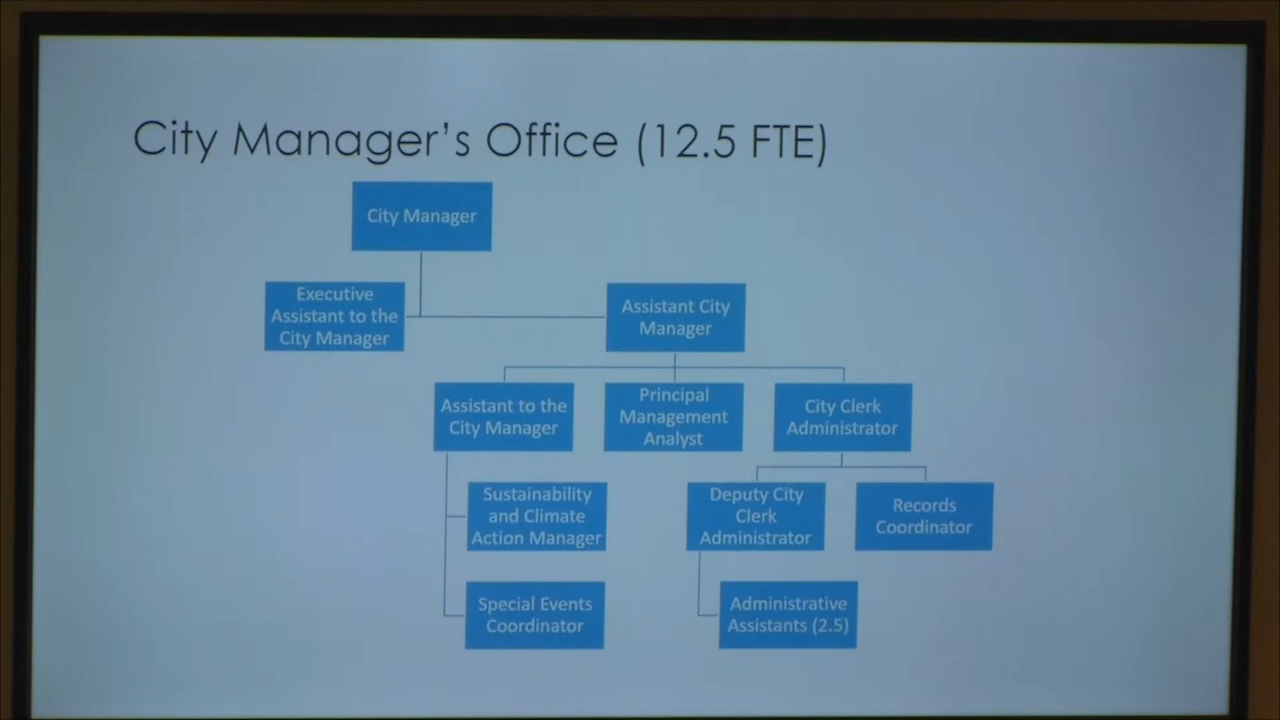 City Manager's Office (12.5 FTE)
City Manager
Executive
Assistant to the
City Manager
Assistant City
Manager
Assistant to the
City Manager
Principal
Management
Analyst
City Clerk
Administrator
Sustainability
and Climate
Action Manager
Deputy City
Clerk
Administrator
Records
Coordinator
Special Events
Coordinator
Administrative
Assistants (2.5)